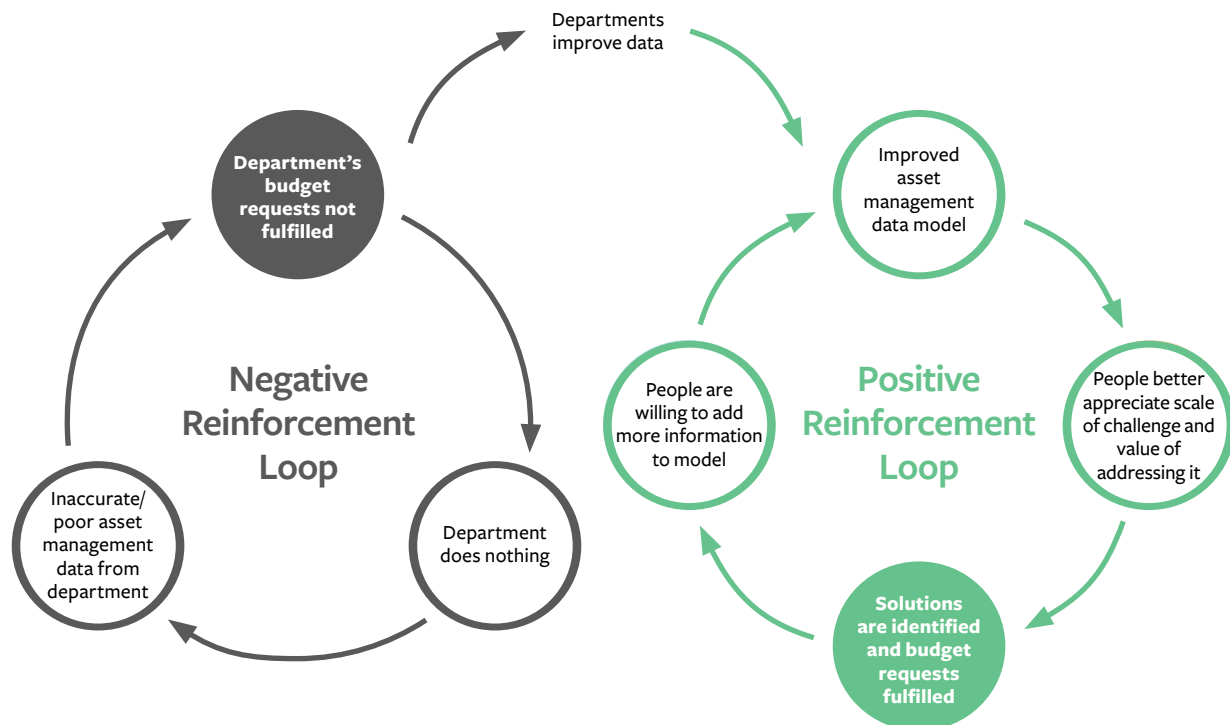 Departments
improve data
Department’s
budget
requests not
fulfilled
Negative
Reinforcement
Loop
Inaccurate/
poor asset
management
data from
department
Department
does nothing
Improved
asset
management
data model
People are
willing to add
more information
to model
Positive
Reinforcement
Loop
People better
appreciate scale
of challenge and
value of
addressing it
Solutions
are identified
and budget
requests
fulfilled